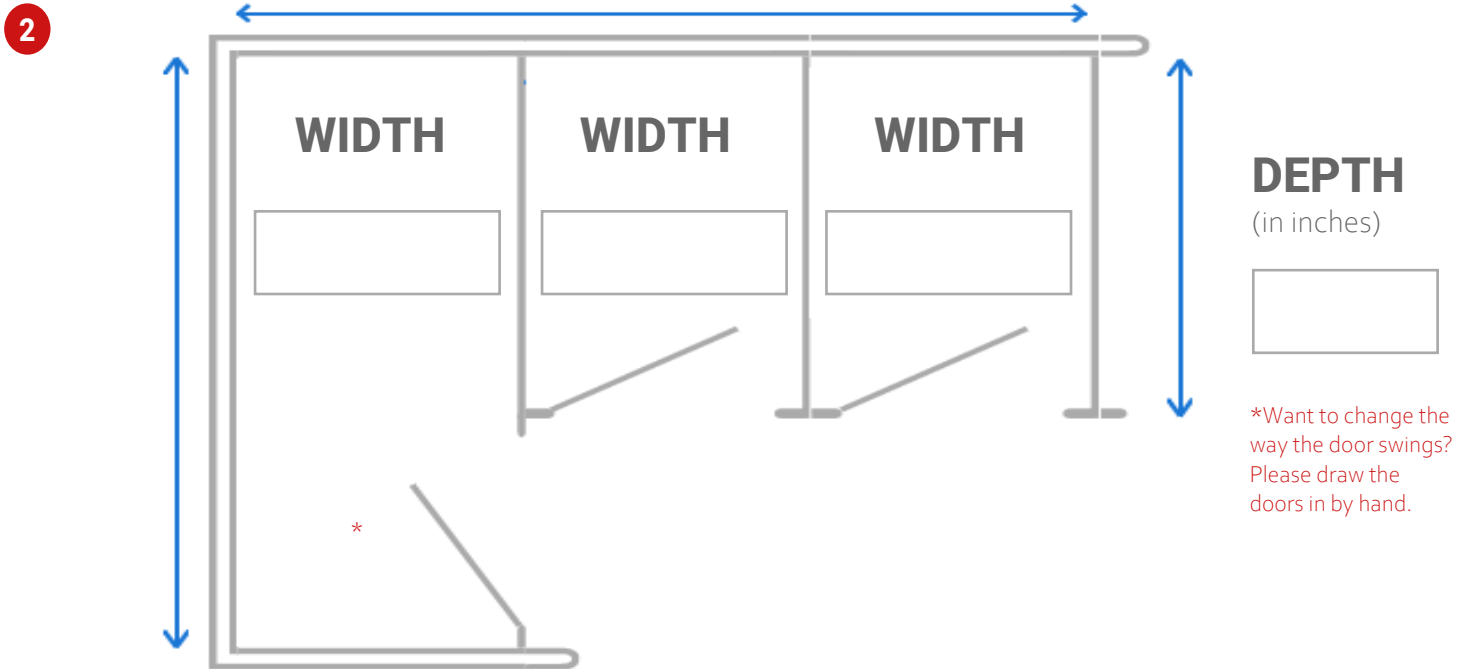 2
WIDTH
WIDTH
WIDTH
DEPTH
(in inches)
*Want to change the
way the door swings?
Please draw the
doors in by hand.
*